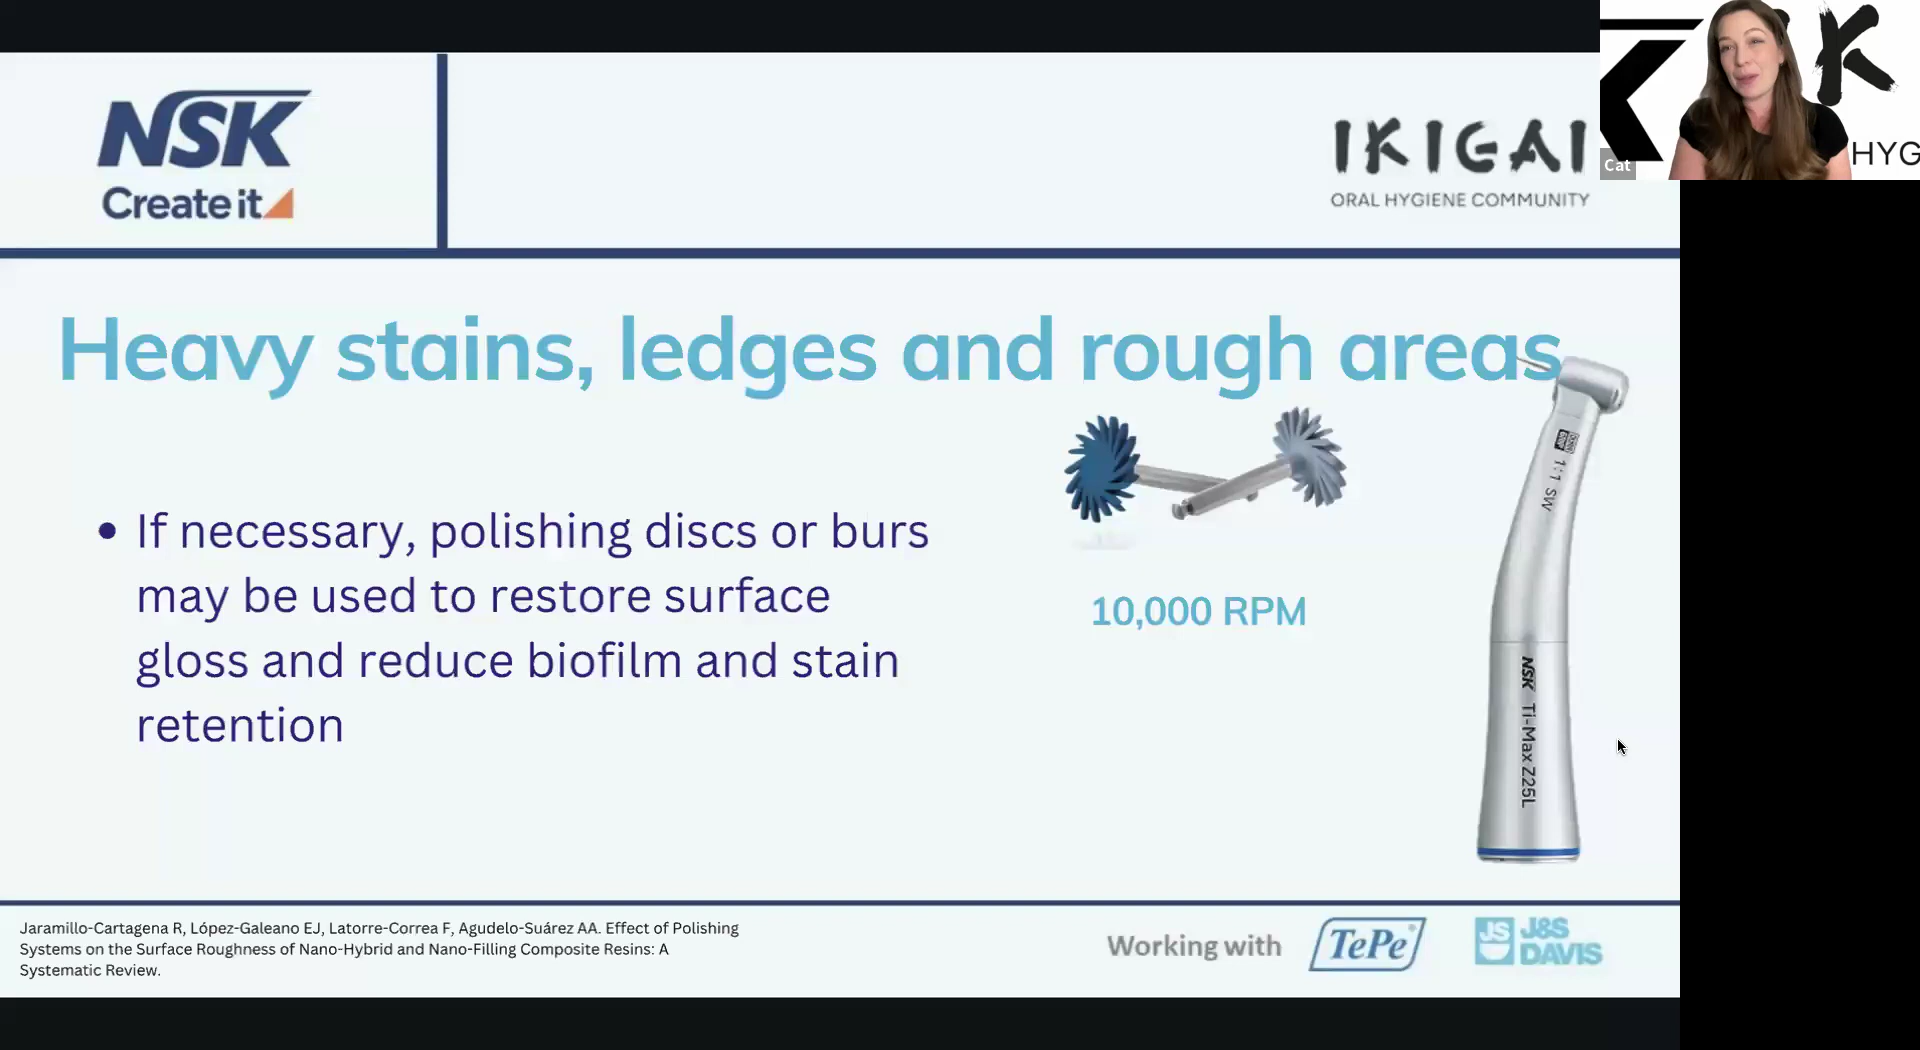 NSK
Create it
IKIGAI
ORAL HYGIENE COMMUNITY
K
HYG
Cat
Heavy stains, ledges and rough areas
If necessary, polishing discs or burs
may be used to restore surface
gloss and reduce biofilm and stain
retention
10,000 RPM
1:1 SW
NSK Ti-Max Z25L
Jaramillo-Cartagena R, López-Galeano EJ, Latorre-Correa F, Agudelo-Suárez AA. Effect of Polishing
Systems on the Surface Roughness of Nano-Hybrid and Nano-Filling Composite Resins: A
Systematic Review.
Working with
TePe®
JS
J&S
DAVIS